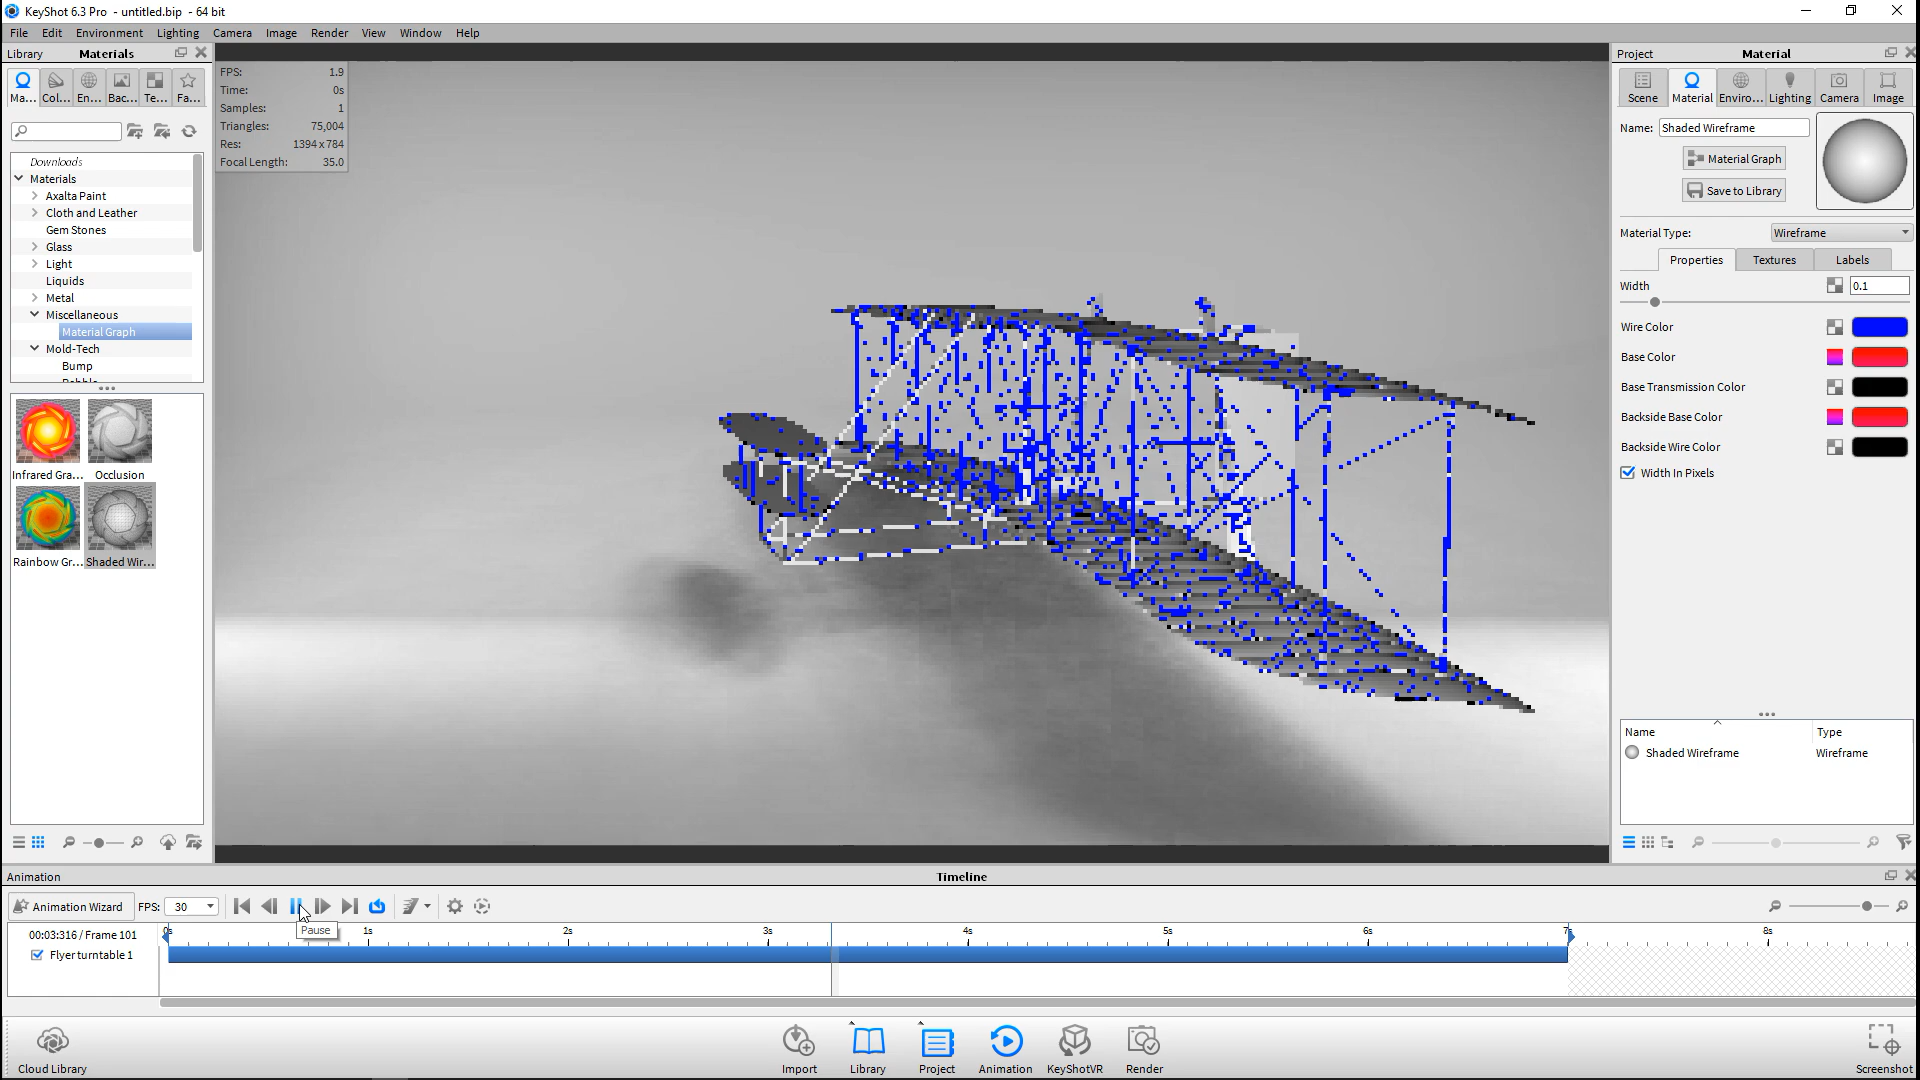 KeyShot 6.3 Pro - untitled.bip - 64 bit
File Edit Environment Lighting Camera Image Render View Window Help
Library Materials
Ma... Col... En... Bac... Te... Fa...
Downloads
Materials
Axalta Paint
Cloth and Leather
Gem Stones
Glass
Light
Liquids
Metal
Miscellaneous
Material Graph
Mold-Tech
Bump
Infrared Gra... Occlusion
Rainbow Gr... Shaded Wir...
FPS: 1.9
Time: 0s
Samples: 1
Triangles: 75,004
Res: 1394 x 784
Focal Length: 35.0
Project Material
Scene Material Enviro... Lighting Camera Image
Name: Shaded Wireframe
Material Graph
Save to Library
Material Type: Wireframe
Properties Textures Labels
Width 0.1
Wire Color
Base Color
Base Transmission Color
Backside Base Color
Backside Wire Color
Width In Pixels
Name Type
Shaded Wireframe Wireframe
Animation Timeline
Animation Wizard FPS: 30
Pause
00:03:316 / Frame 101 0s 1s 2s 3s 4s 5s 6s 7s 8s
Flyer turntable 1
Cloud Library Import Library Project Animation KeyShotVR Render Screenshot